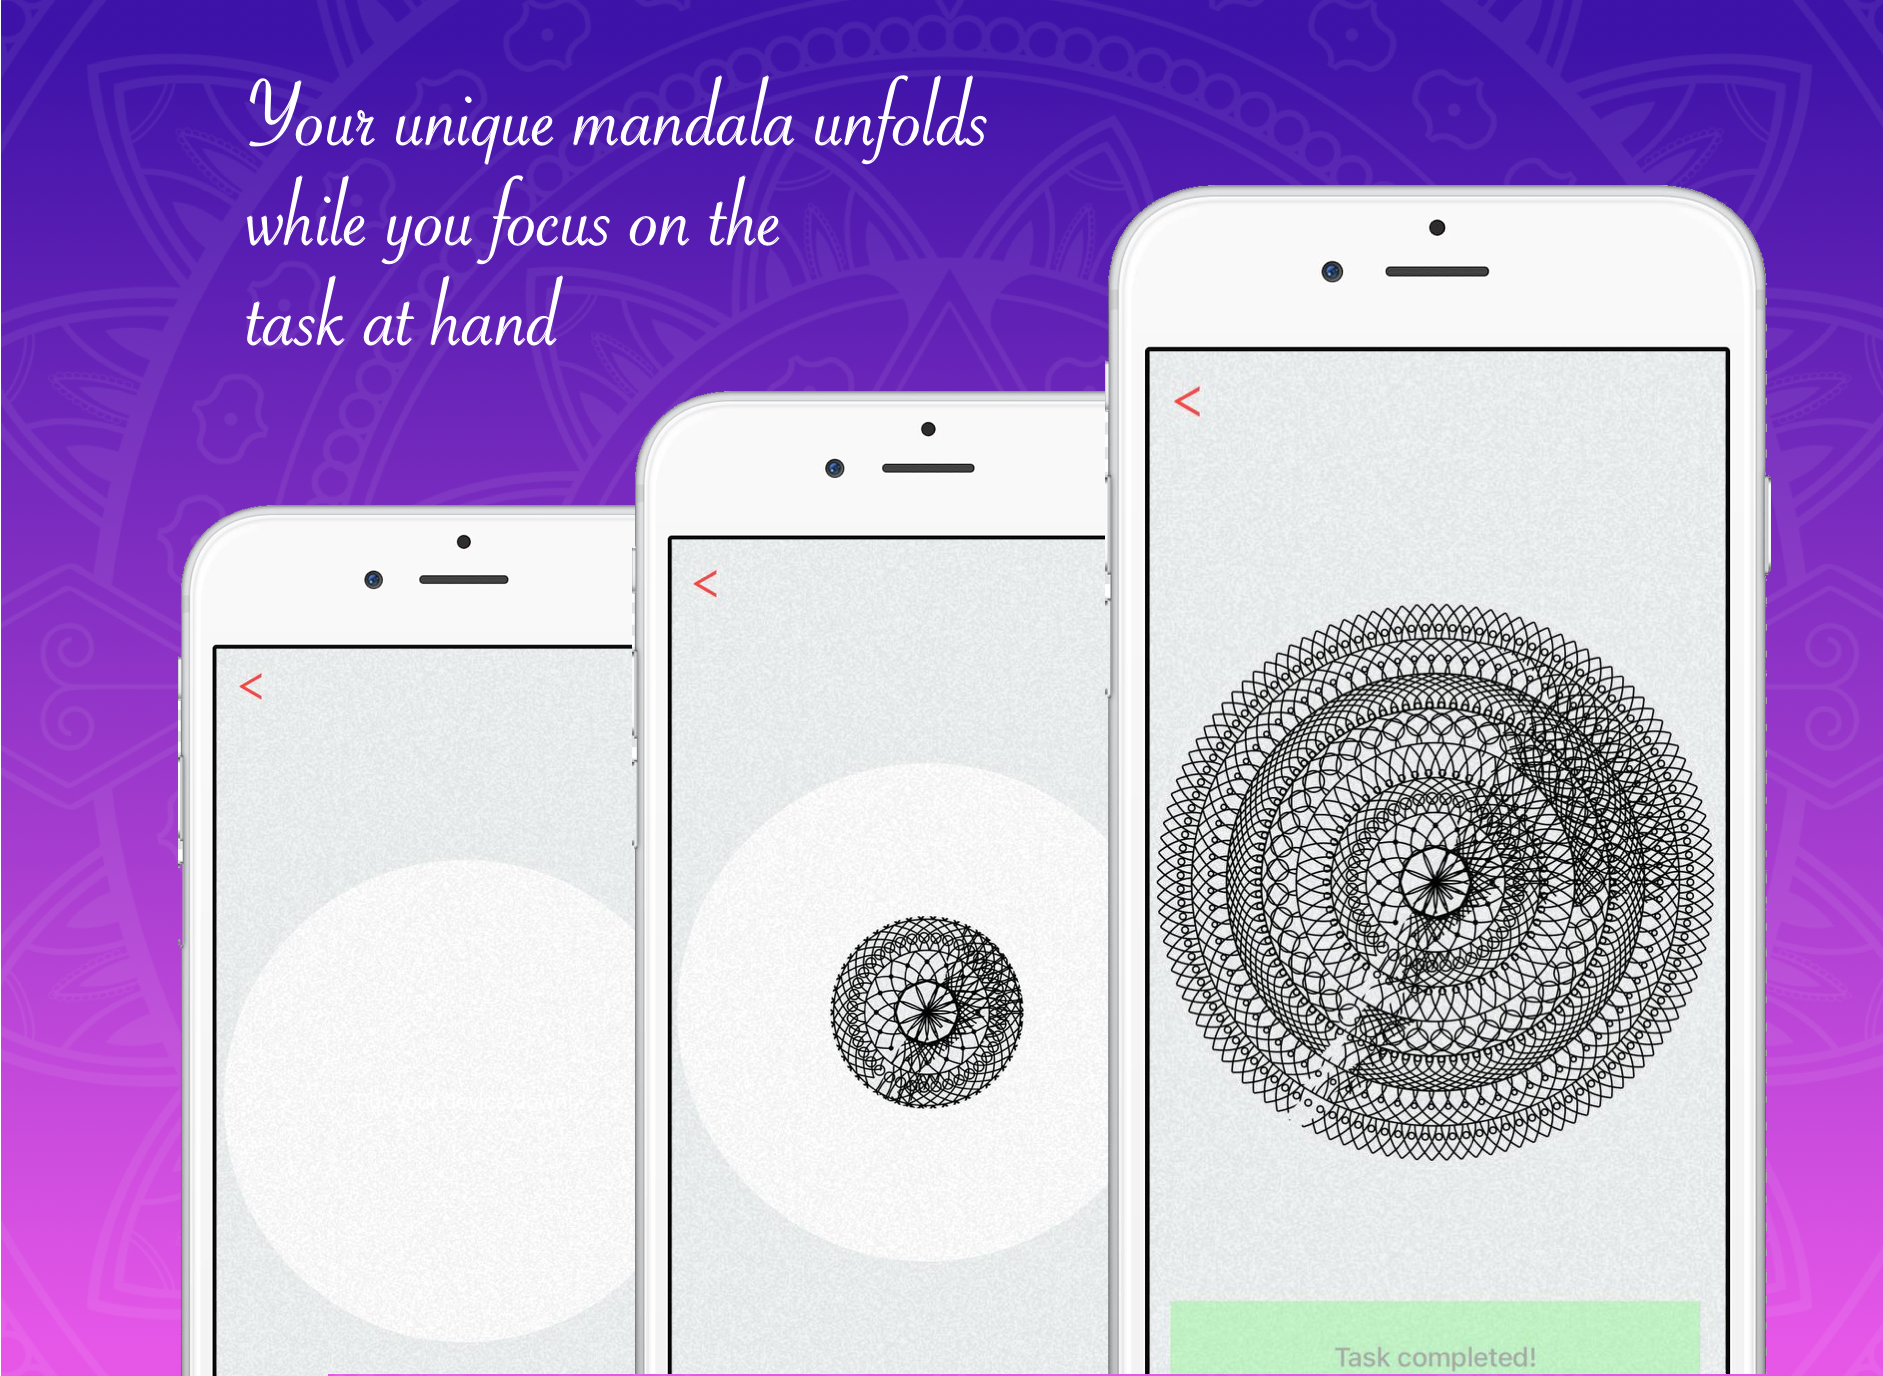 Your unique mandala unfolds
while you focus on the
task at hand
<
<
<
Task completed!